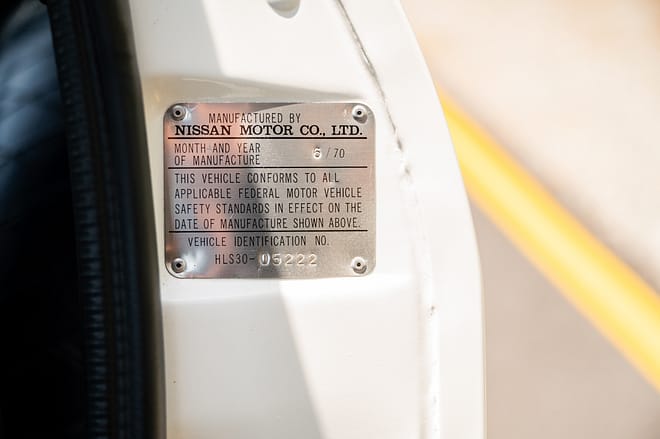 MANUFACTURED BY
NISSAN MOTOR CO., LTD.
MONTH AND YEAR
OF MANUFACTURE 6/70
THIS VEHICLE CONFORMS TO ALL
APPLICABLE FEDERAL MOTOR VEHICLE
SAFETY STANDARDS IN EFFECT ON THE
DATE OF MANUFACTURE SHOWN ABOVE.
VEHICLE IDENTIFICATION NO.
HLS30-05222